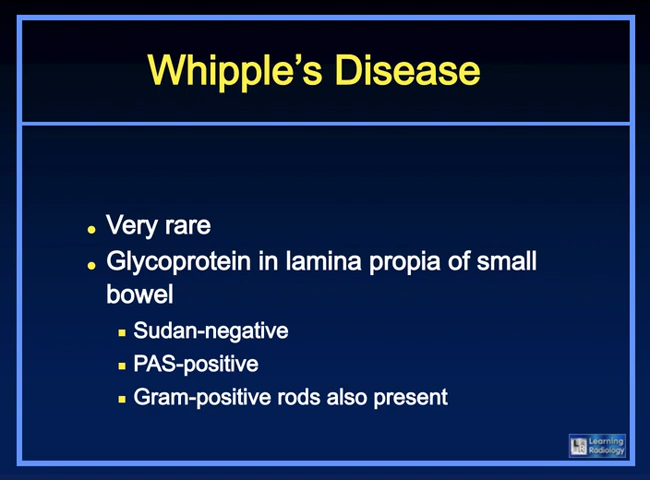 Whipple's Disease
Very rare
Glycoprotein in lamina propia of small
bowel
Sudan-negative
PAS-positive
Gram-positive rods also present
Learning
Radiology